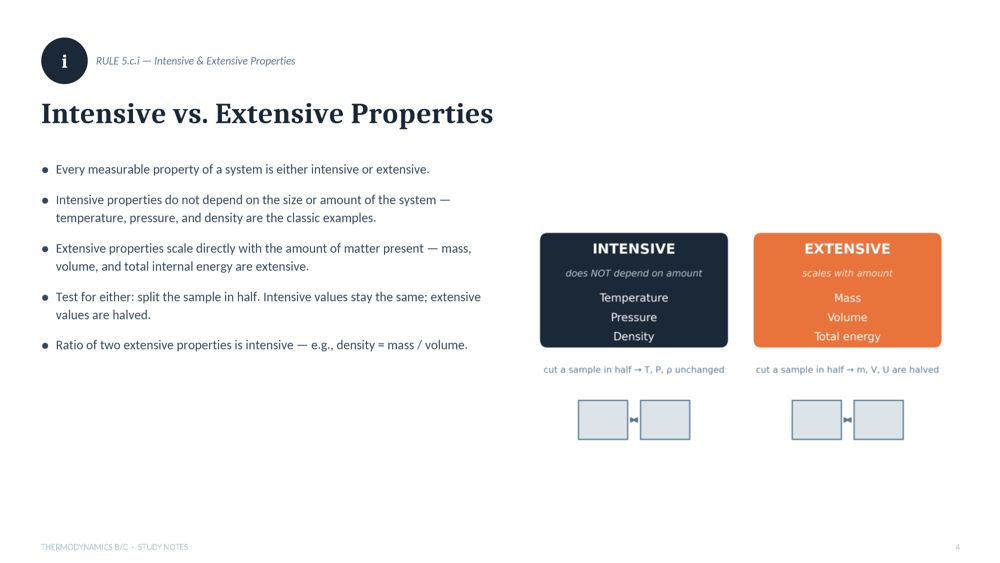 i
RULE 5.c.i — Intensive & Extensive Properties
Intensive vs. Extensive Properties
● Every measurable property of a system is either intensive or extensive.
● Intensive properties do not depend on the size or amount of the system —
temperature, pressure, and density are the classic examples.
● Extensive properties scale directly with the amount of matter present — mass,
volume, and total internal energy are extensive.
● Test for either: split the sample in half. Intensive values stay the same; extensive
values are halved.
● Ratio of two extensive properties is intensive — e.g., density = mass / volume.
INTENSIVE
does NOT depend on amount
Temperature
Pressure
Density
cut a sample in half → T, P, ρ unchanged
EXTENSIVE
scales with amount
Mass
Volume
Total energy
cut a sample in half → m, V, U are halved
THERMODYNAMICS B/C · STUDY NOTES
4